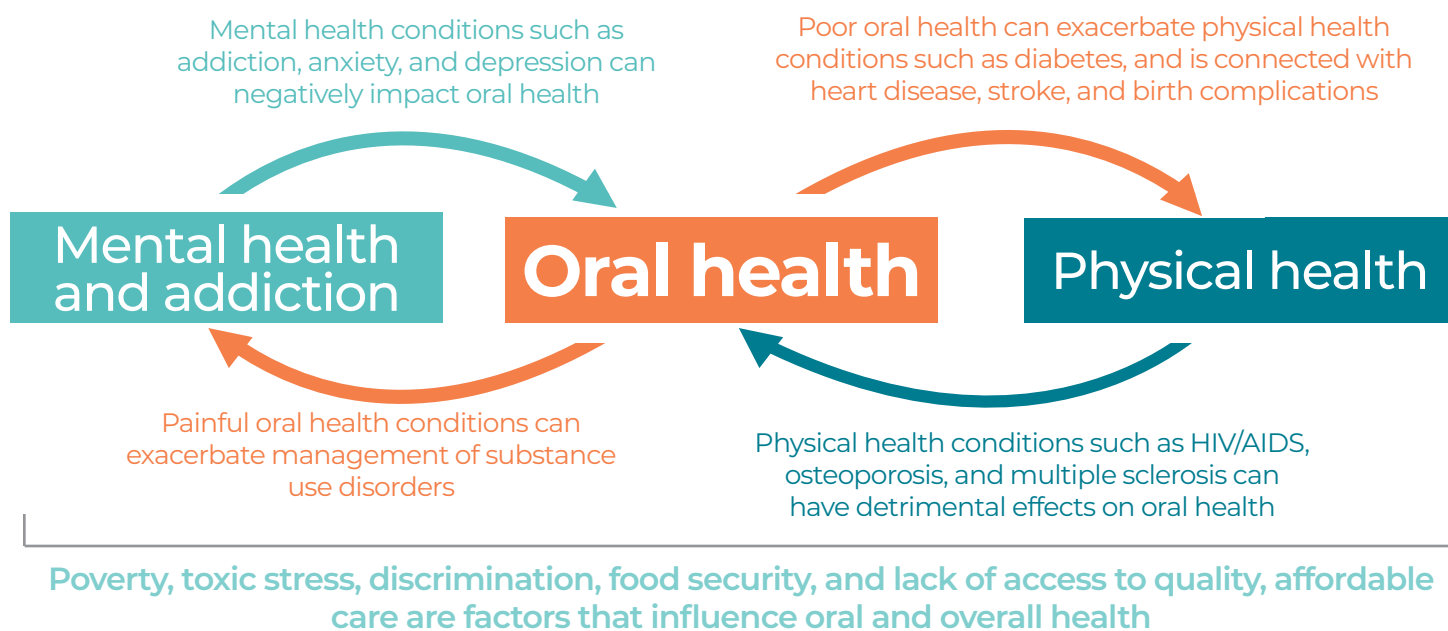 Mental health conditions such as
addiction, anxiety, and depression can
negatively impact oral health
Poor oral health can exacerbate physical health
conditions such as diabetes, and is connected with
heart disease, stroke, and birth complications
Mental health
and addiction
Oral health
Physical health
Painful oral health conditions can
exacerbate management of substance
use disorders
Physical health conditions such as HIV/AIDS,
osteoporosis, and multiple sclerosis can
have detrimental effects on oral health
Poverty, toxic stress, discrimination, food security, and lack of access to quality, affordable
care are factors that influence oral and overall health